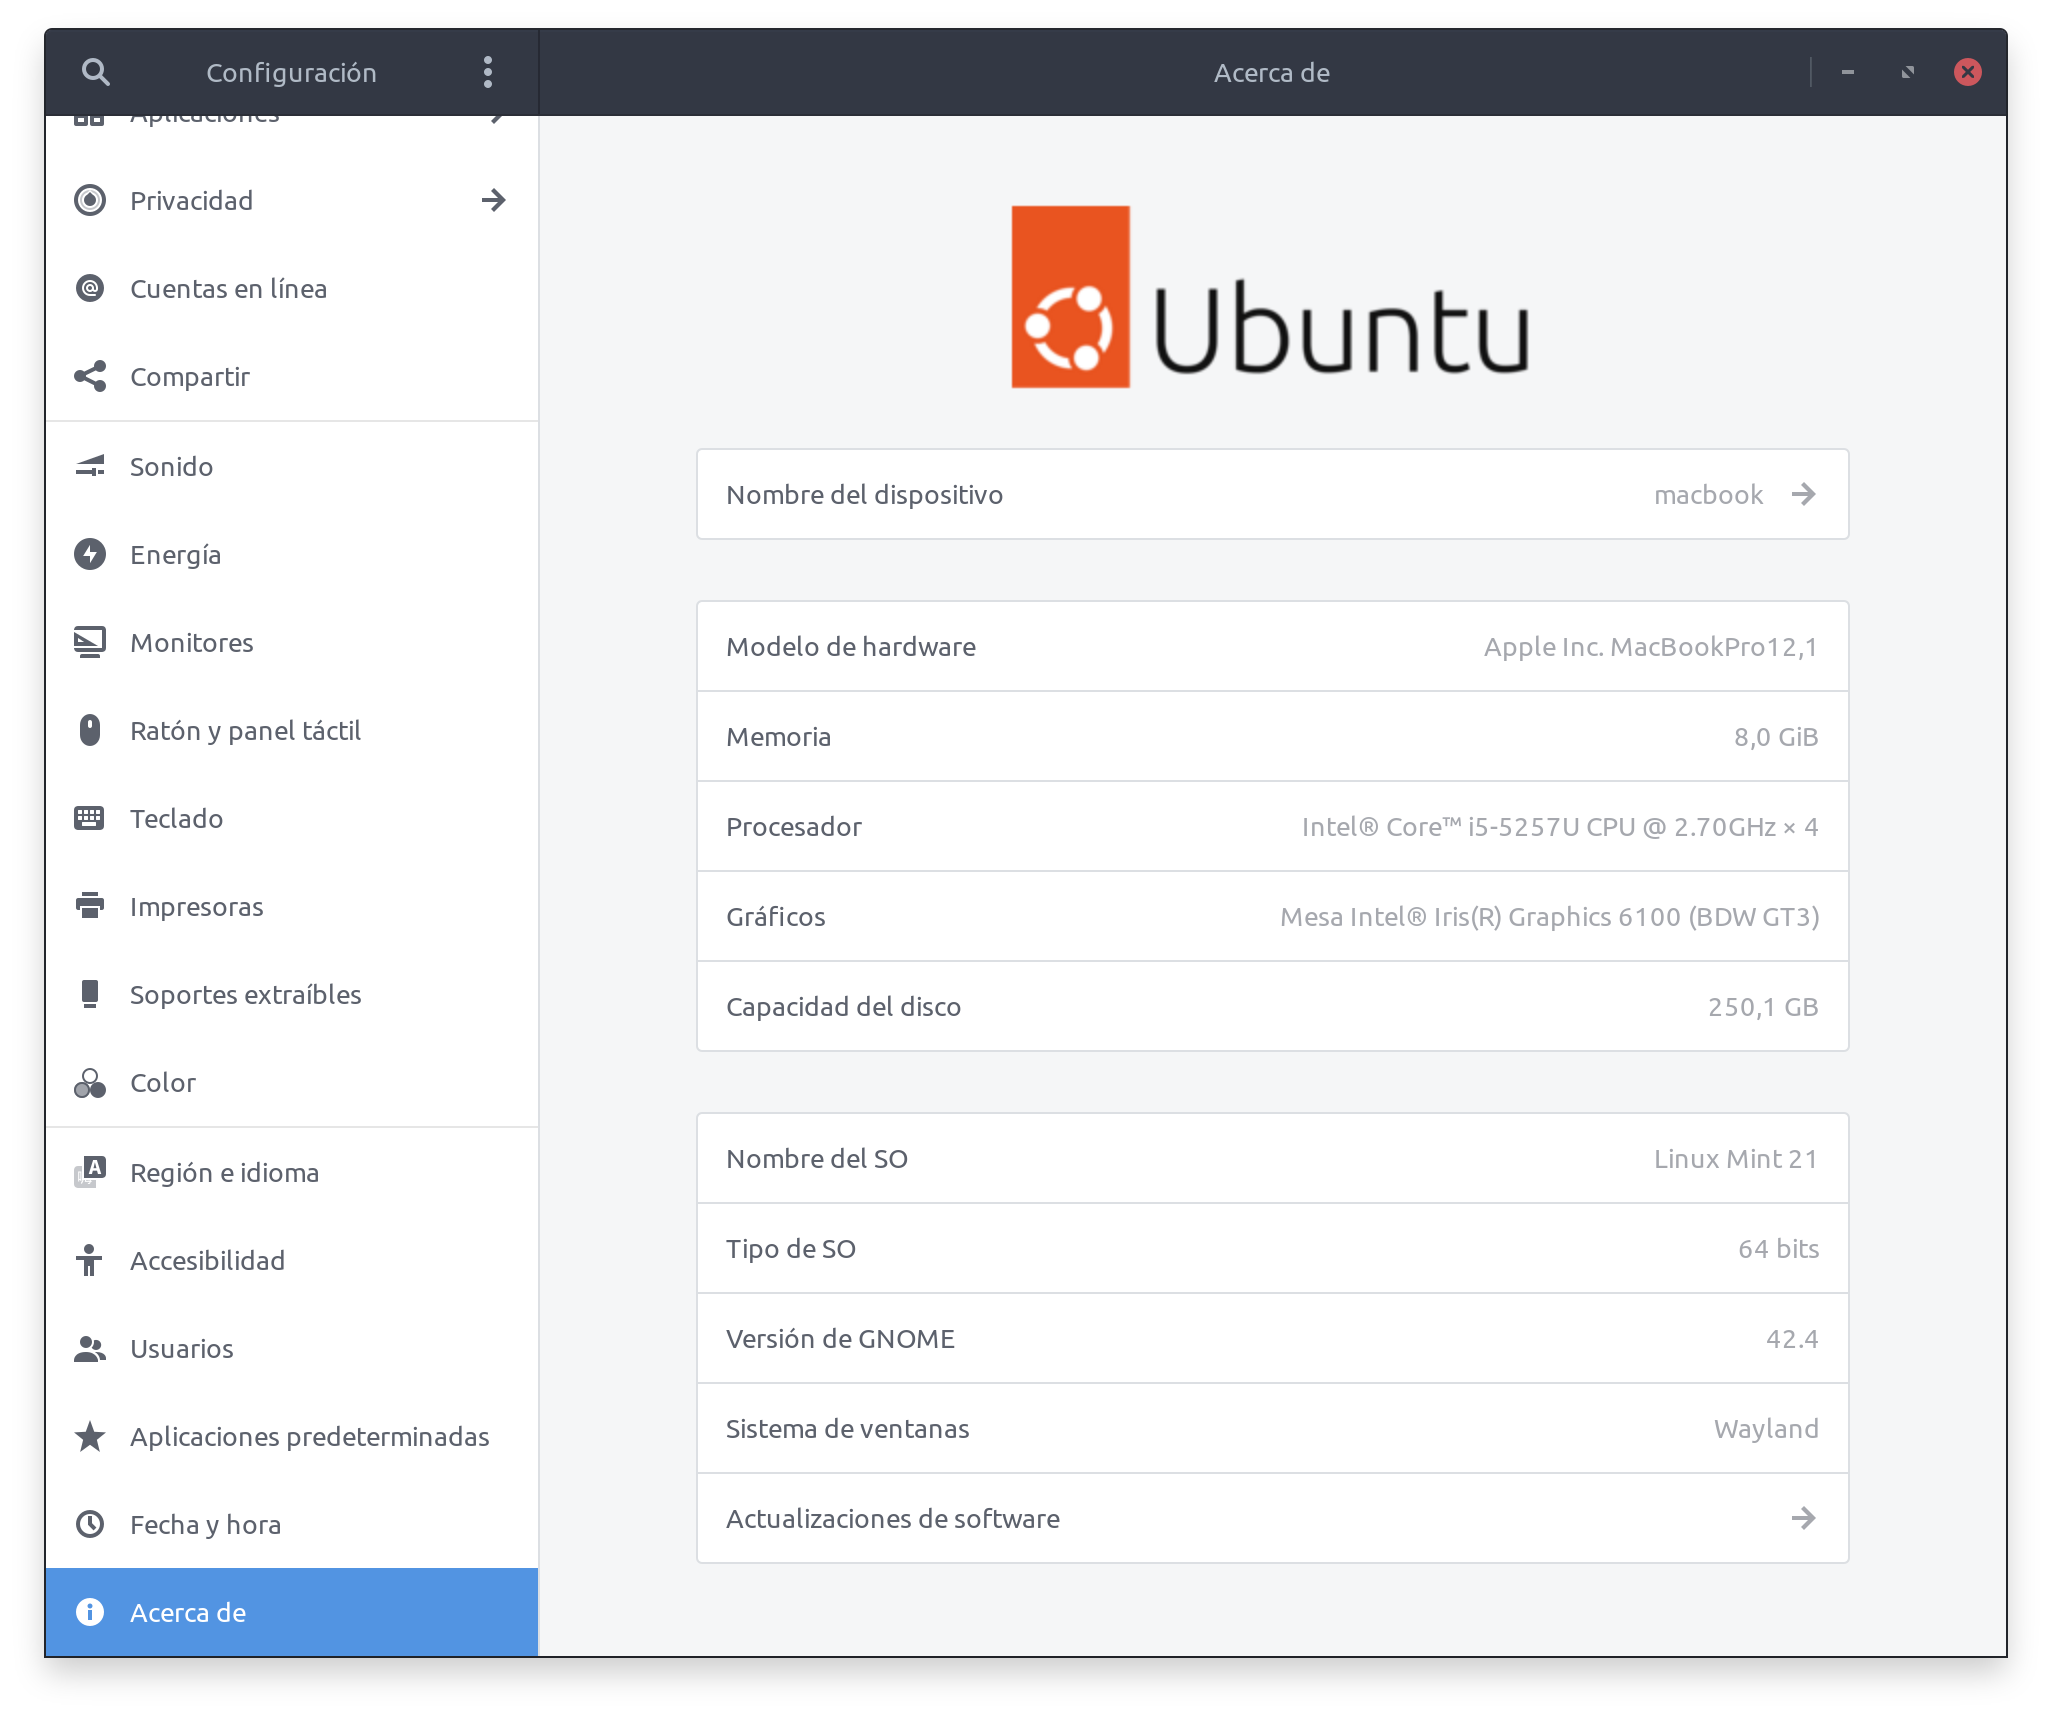 Configuración
Acerca de
Aplicaciones
Privacidad
Cuentas en línea
Compartir
Sonido
Energía
Monitores
Ratón y panel táctil
Teclado
Impresoras
Soportes extraíbles
Color
Región e idioma
Accesibilidad
Usuarios
Aplicaciones predeterminadas
Fecha y hora
Acerca de
Ubuntu
Nombre del dispositivo macbook
Modelo de hardware Apple Inc. MacBookPro12,1
Memoria 8,0 GiB
Procesador Intel® Core™ i5-5257U CPU @ 2.70GHz × 4
Gráficos Mesa Intel® Iris(R) Graphics 6100 (BDW GT3)
Capacidad del disco 250,1 GB
Nombre del SO Linux Mint 21
Tipo de SO 64 bits
Versión de GNOME 42.4
Sistema de ventanas Wayland
Actualizaciones de software